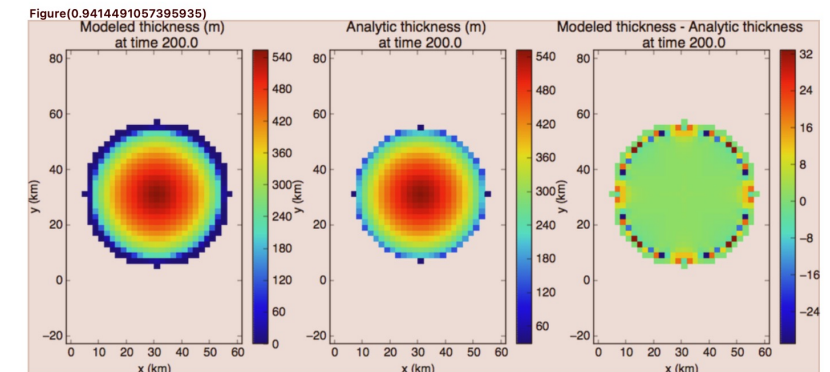 Figure(0.9414491057395935)
Modeled thickness (m)
at time 200.0
80
60
40
20
0
−20
y (km)
0 10 20 30 40 50 60
x (km)
540
480
420
360
300
240
180
120
60
0
Analytic thickness (m)
at time 200.0
80
60
40
20
0
−20
y (km)
0 10 20 30 40 50 60
x (km)
540
480
420
360
300
240
180
120
60
Modeled thickness - Analytic thickness
at time 200.0
80
60
40
20
0
−20
y (km)
0 10 20 30 40 50 60
x (km)
32
24
16
8
0
−8
−16
−24